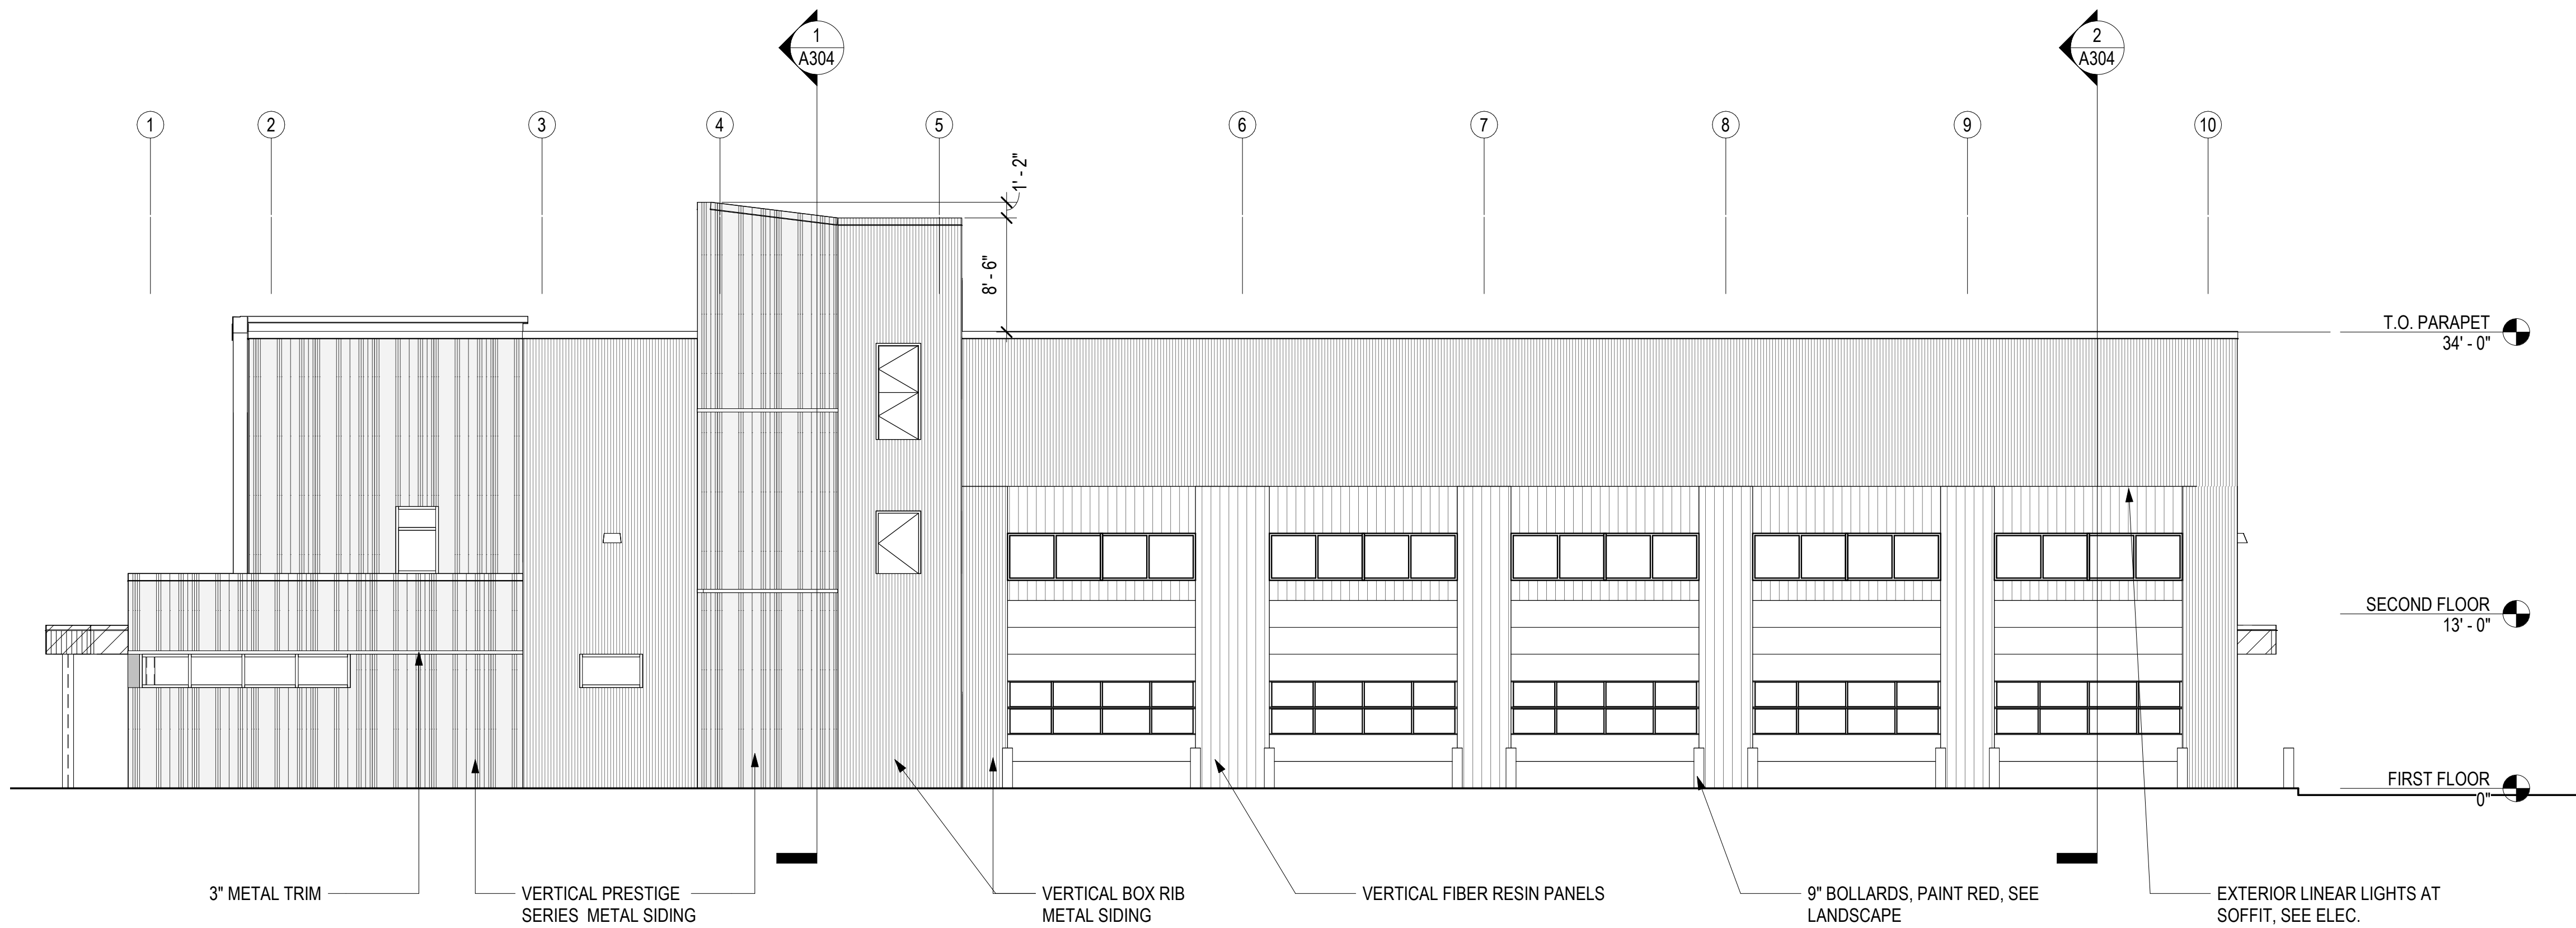 1
A304
2
A304
1
2
3
4
5
6
7
8
9
10
1' - 2"
8' - 6"
T.O. PARAPET
34' - 0"
SECOND FLOOR
13' - 0"
FIRST FLOOR
0"
3" METAL TRIM
VERTICAL PRESTIGE
SERIES METAL SIDING
VERTICAL BOX RIB
METAL SIDING
VERTICAL FIBER RESIN PANELS
9" BOLLARDS, PAINT RED, SEE
LANDSCAPE
EXTERIOR LINEAR LIGHTS AT
SOFFIT, SEE ELEC.